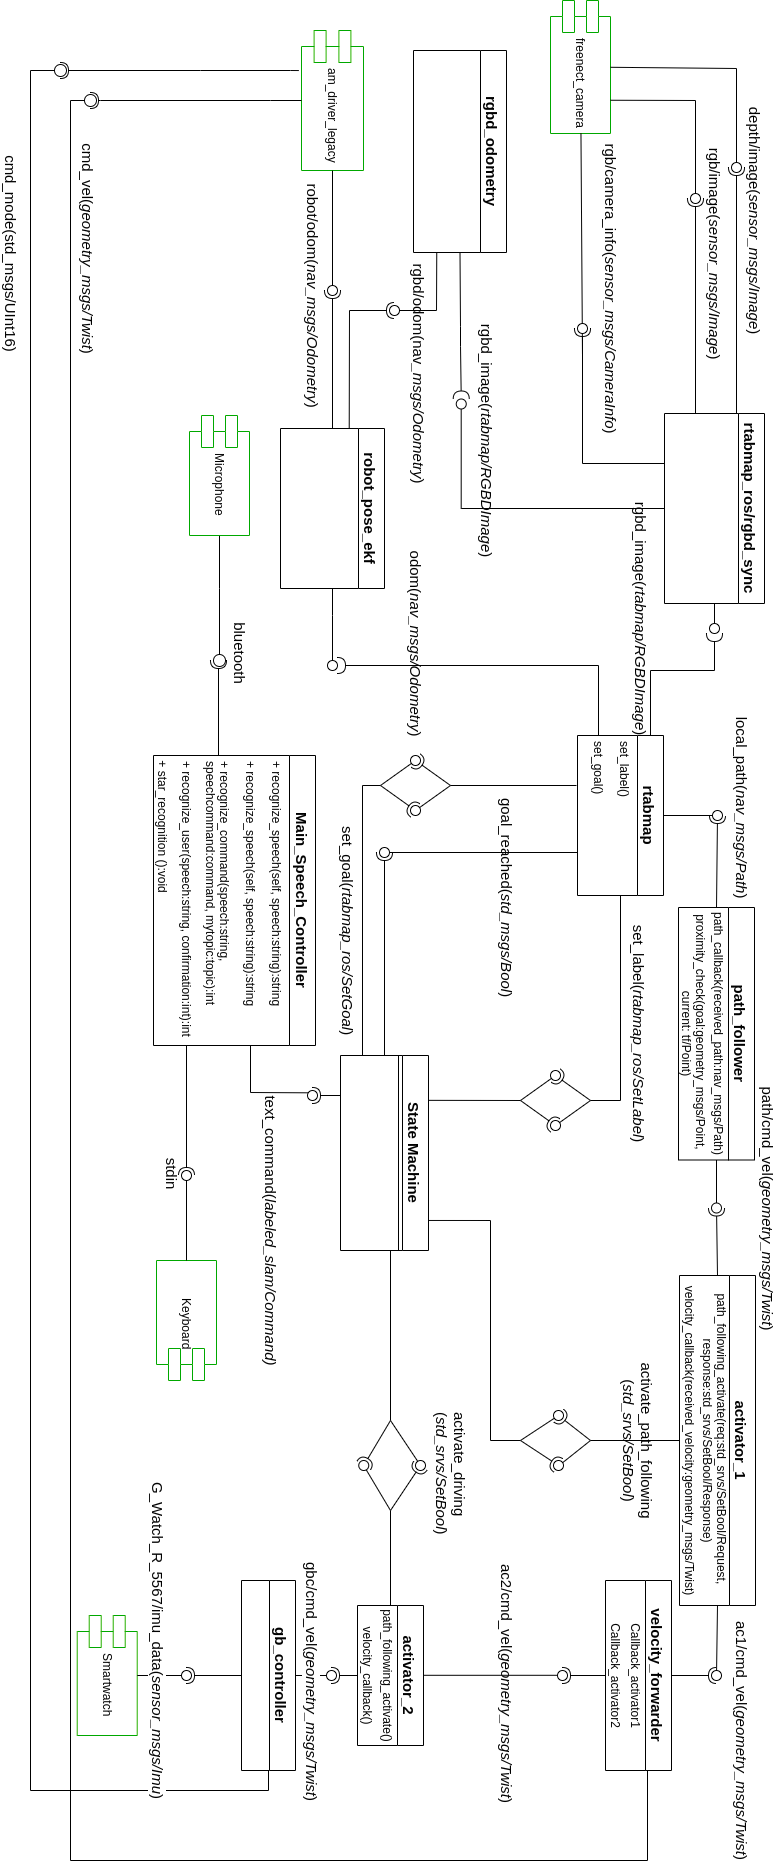 depth/image(sensor_msgs/Image)
rgb/image(sensor_msgs/Image)
freenect_camera
rgb/camera_info(sensor_msgs/CameraInfo)
rtabmap_ros/rgbd_sync
rgbd_odometry
rgbd_image(rtabmap/RGBDImage)
rgbd/odom(nav_msgs/Odometry)
am_driver_legacy
robot/odom(nav_msgs/Odometry)
cmd_vel(geometry_msgs/Twist)
cmd_mode(std_msgs/UInt16)
robot_pose_ekf
Microphone
bluetooth
odom(nav_msgs/Odometry)
rgbd_image(rtabmap/RGBDImage)
rtabmap
set_label()
set_goal()
local_path(nav_msgs/Path)
goal_reached(std_msgs/Bool)
set_goal(rtabmap_ros/SetGoal)
set_label(rtabmap_ros/SetLabel)
Main_Speech_Controller
+ recognize_speech(self, speech:string):string
+ recognize_speech(self, speech:string):string
+ recognize_command(speech:string,
speechcommand:command, mytopic:topic):int
+ recognize_user(speech:string, confirmation:int):int
+ star_recognition ():void
path_follower
path_callback(received_path:nav_msgs/Path)
proximity_check(goal:geometry_msgs/Point,
current: tf/Point)
path/cmd_vel(geometry_msgs/Twist)
State Machine
text_command(labeled_slam/Command)
stdin
Keyboard
activator_1
path_following_activate(req:std_srvs/SetBool/Request,
response:std_srvs/SetBool/Response)
velocity_callback(received_velocity:geometry_msgs/Twist)
activate_path_following
(std_srvs/SetBool)
activate_driving
(std_srvs/SetBool)
ac1/cmd_vel(geometry_msgs/Twist)
velocity_forwarder
Callback_activator1
Callback_activator2
ac2/cmd_vel(geometry_msgs/Twist)
activator_2
path_following_activate()
velocity_callback()
gbc/cmd_vel(geometry_msgs/Twist)
gb_controller
G_Watch_R_5567/imu_data(sensor_msgs/Imu)
Smartwatch